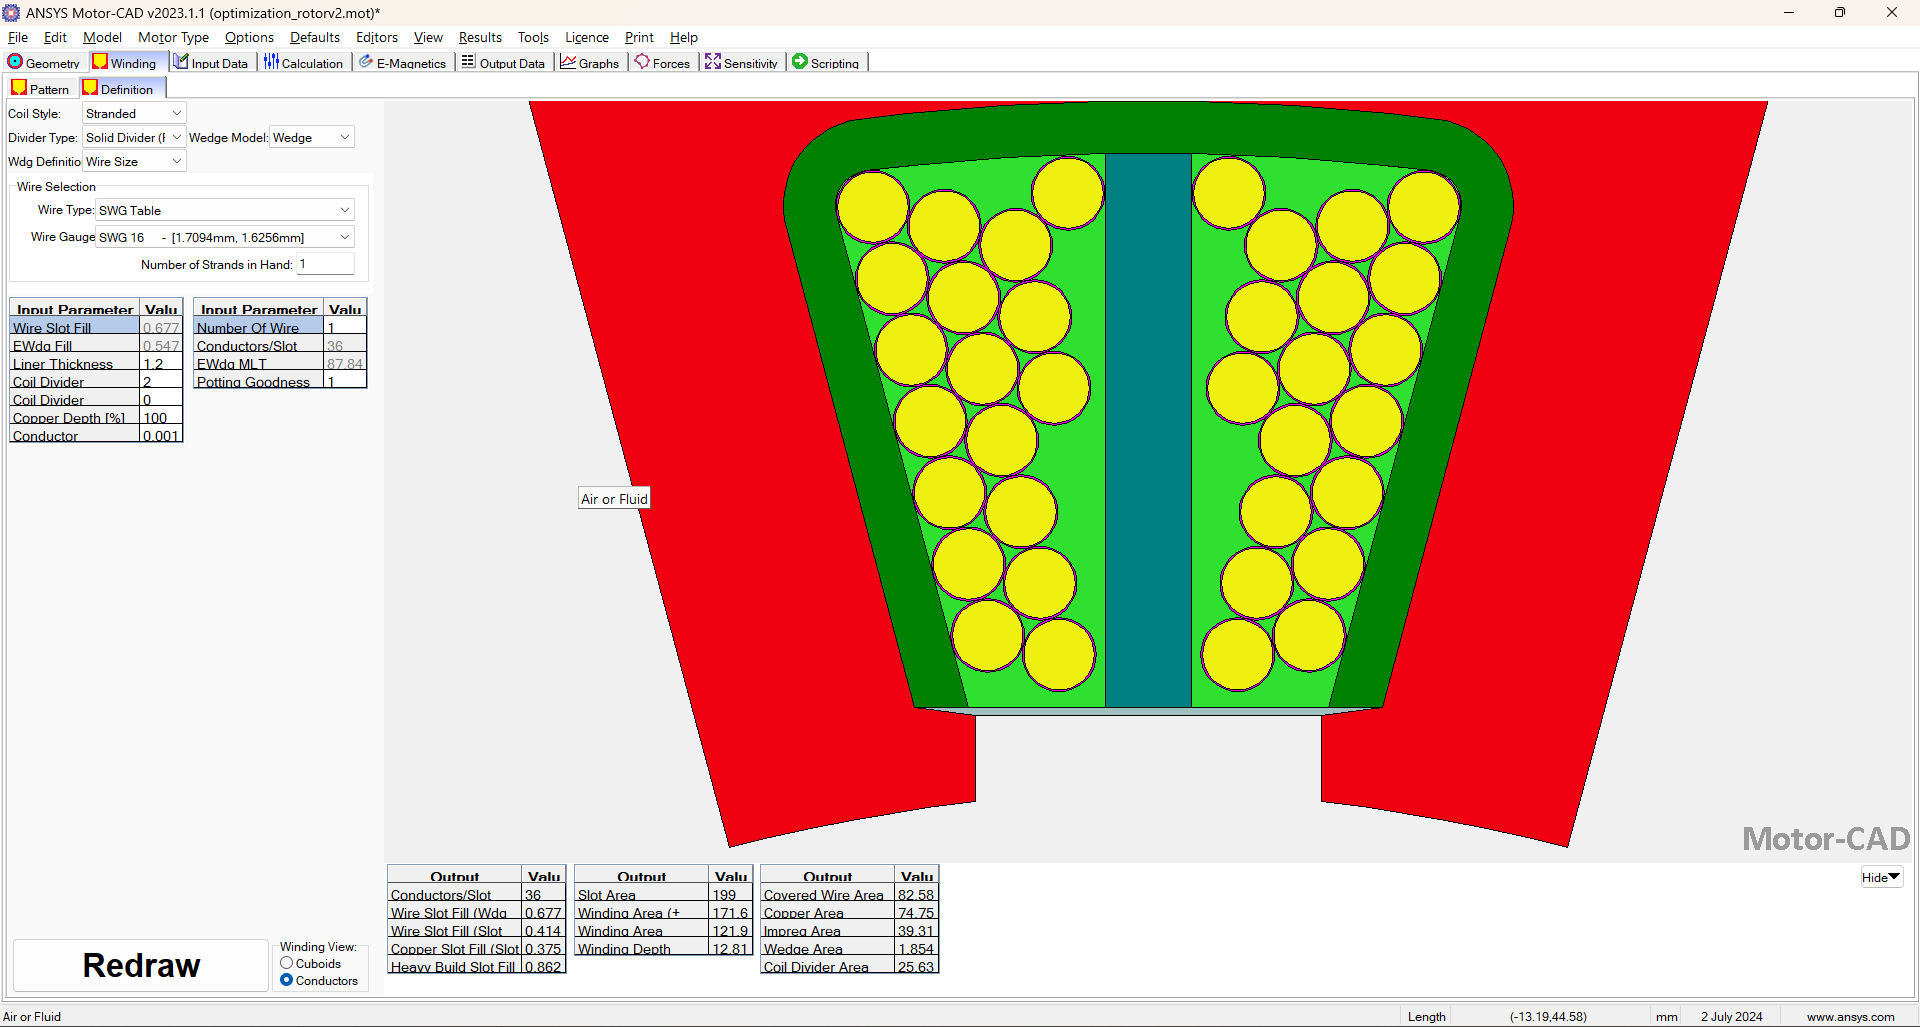 ANSYS Motor-CAD v2023.1.1 (optimization_rotorv2.mot)*
File Edit Model Motor Type Options Defaults Editors View Results Tools Licence Print Help
Geometry Winding Input Data Calculation E-Magnetics Output Data Graphs Forces Sensitivity Scripting
Pattern Definition
Coil Style: Stranded
Divider Type: Solid Divider (F Wedge Model: Wedge
Wdg Definitio Wire Size
Wire Selection
Wire Type: SWG Table
Wire Gauge SWG 16 - [1.7094mm, 1.6256mm]
Number of Strands in Hand: 1
Input Parameter Valu Input Parameter Valu
Wire Slot Fill 0.677 Number Of Wire 1
EWdg Fill 0.547 Conductors/Slot 36
Liner Thickness 1.2 EWdg MLT 87.84
Coil Divider 2 Potting Goodness 1
Coil Divider 0
Copper Depth [%] 100
Conductor 0.001
Air or Fluid
Motor-CAD
Hide
Output Valu Output Valu Output Valu
Conductors/Slot 36 Slot Area 199 Covered Wire Area 82.58
Wire Slot Fill (Wdg 0.677 Winding Area (+ 171.6 Copper Area 74.75
Wire Slot Fill (Slot 0.414 Winding Area 121.9 Impreg Area 39.31
Copper Slot Fill (Slot 0.375 Winding Depth 12.81 Wedge Area 1.854
Heavy Build Slot Fill 0.862 Coil Divider Area 25.63
Redraw
Winding View:
Cuboids
Conductors
Air or Fluid Length (-13.19,44.58) mm 2 July 2024 www.ansys.com